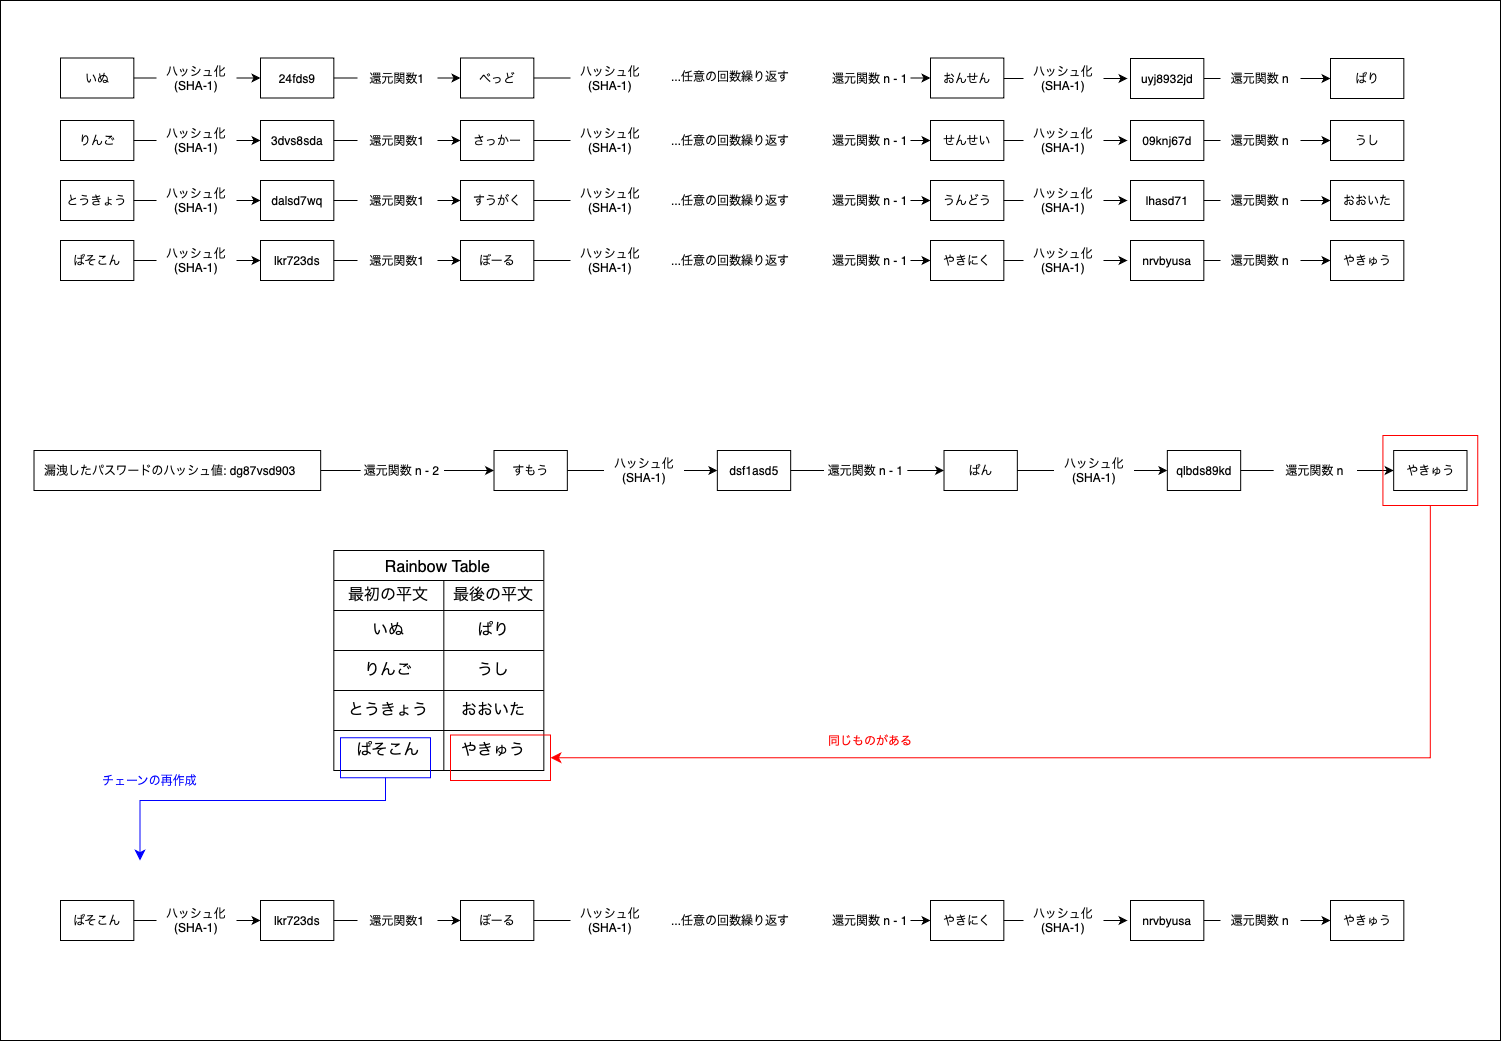 いぬ
ハッシュ化
(SHA-1)
24fds9
還元関数1
べっど
ハッシュ化
(SHA-1)
...任意の回数繰り返す
還元関数 n - 1
おんせん
ハッシュ化
(SHA-1)
uyj8932jd
還元関数 n
ぱり
りんご
ハッシュ化
(SHA-1)
3dvs8sda
還元関数1
さっかー
ハッシュ化
(SHA-1)
...任意の回数繰り返す
還元関数 n - 1
せんせい
ハッシュ化
(SHA-1)
09knj67d
還元関数 n
うし
とうきょう
ハッシュ化
(SHA-1)
dalsd7wq
還元関数1
すうがく
ハッシュ化
(SHA-1)
...任意の回数繰り返す
還元関数 n - 1
うんどう
ハッシュ化
(SHA-1)
lhasd71
還元関数 n
おおいた
ぱそこん
ハッシュ化
(SHA-1)
lkr723ds
還元関数1
ぼーる
ハッシュ化
(SHA-1)
...任意の回数繰り返す
還元関数 n - 1
やきにく
ハッシュ化
(SHA-1)
nrvbyusa
還元関数 n
やきゅう
漏洩したパスワードのハッシュ値: dg87vsd903
還元関数 n - 2
すもう
ハッシュ化
(SHA-1)
dsf1asd5
還元関数 n - 1
ぱん
ハッシュ化
(SHA-1)
qlbds89kd
還元関数 n
やきゅう
Rainbow Table
最初の平文
最後の平文
いぬ
ぱり
りんご
うし
とうきょう
おおいた
ぱそこん
やきゅう
同じものがある
チェーンの再作成
ぱそこん
ハッシュ化
(SHA-1)
lkr723ds
還元関数1
ぼーる
ハッシュ化
(SHA-1)
...任意の回数繰り返す
還元関数 n - 1
やきにく
ハッシュ化
(SHA-1)
nrvbyusa
還元関数 n
やきゅう